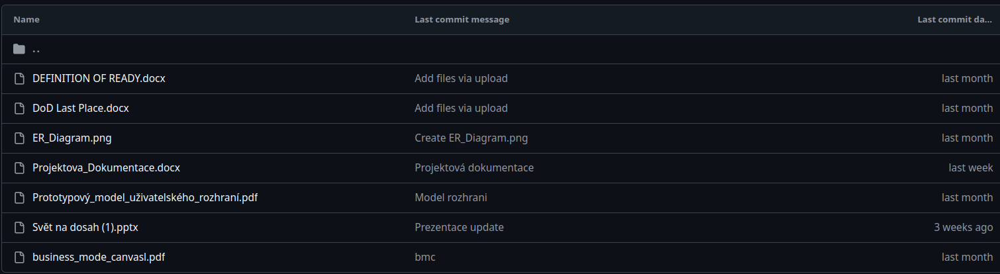 Name Last commit message Last commit da...
..
DEFINITION OF READY.docx Add files via upload last month
DoD Last Place.docx Add files via upload last month
ER_Diagram.png Create ER_Diagram.png last month
Projektova_Dokumentace.docx Projektová dokumentace last week
Prototypový_model_uživatelského_rozhraní.pdf Model rozhrani last month
Svět na dosah (1).pptx Prezentace update 3 weeks ago
business_mode_canvasl.pdf bmc last month